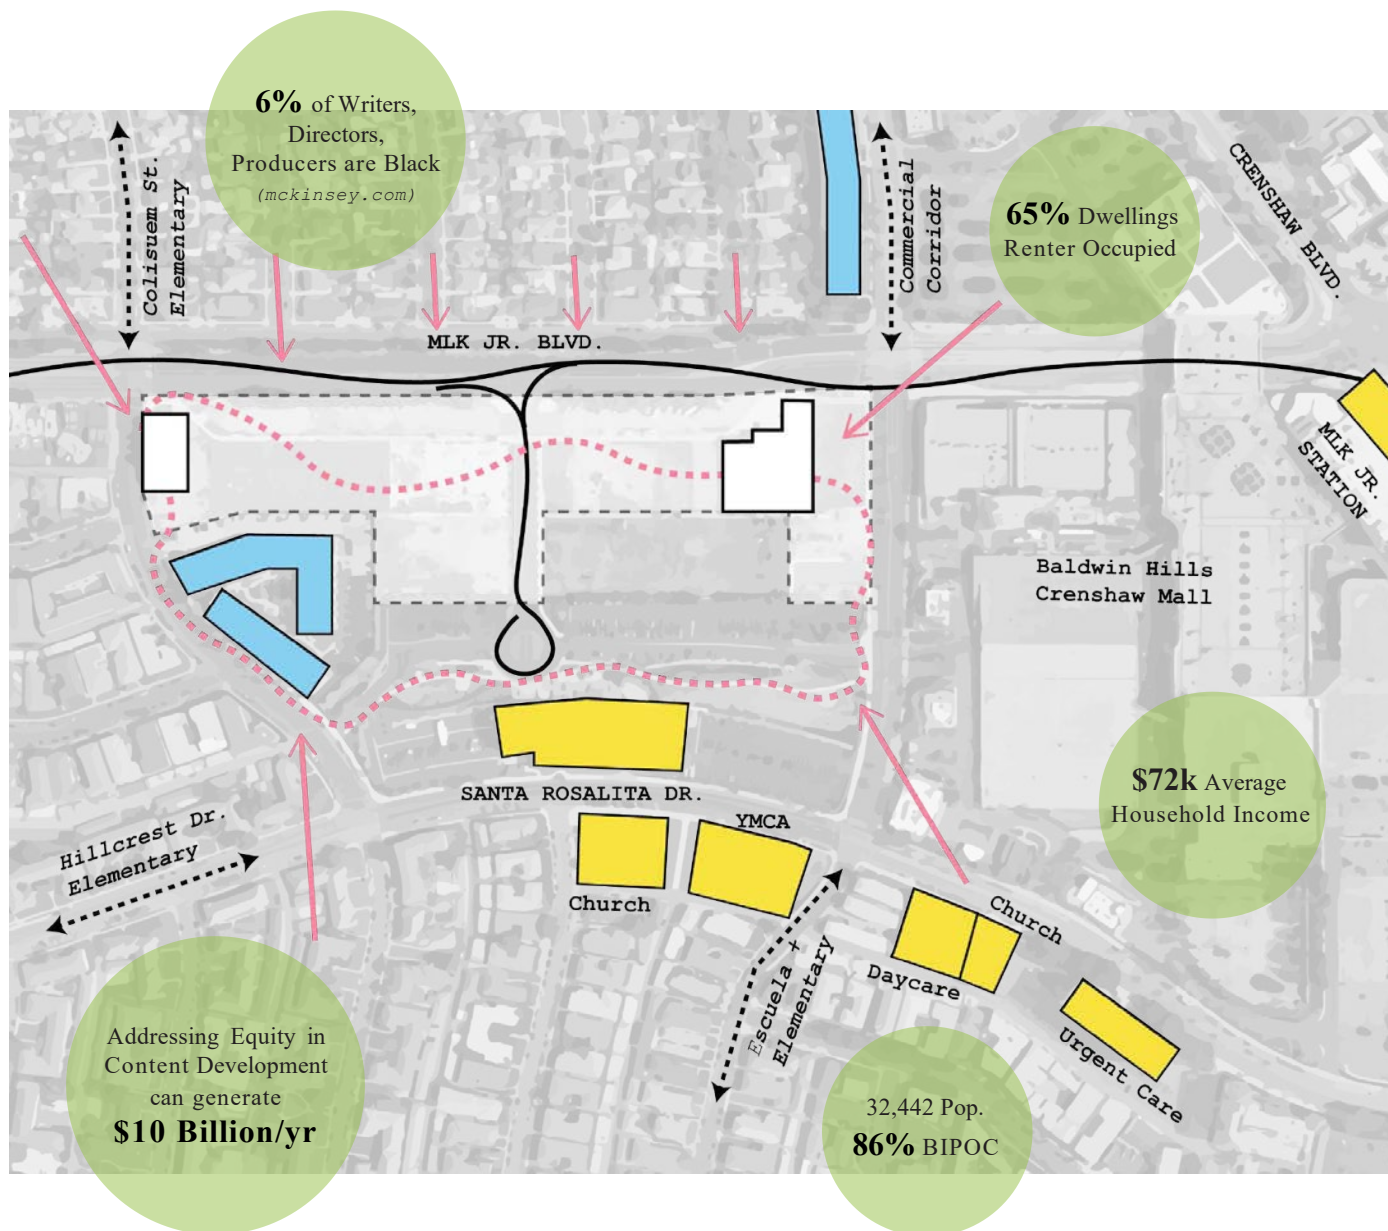 6% of Writers,
Directors,
Producers are Black
(mckinsey.com)
Colisuem St.
Elementary
Commercial
Corridor
65% Dwellings
Renter Occupied
CRENSHAW BLVD.
MLK JR. BLVD.
MLK JR.
STATION
Baldwin Hills
Crenshaw Mall
$72k Average
Household Income
SANTA ROSALITA DR.
YMCA
Hillcrest Dr.
Elementary
Church
Church
Daycare
Escuela +
Elementary
Urgent Care
Addressing Equity in
Content Development
can generate
$10 Billion/yr
32,442 Pop.
86% BIPOC